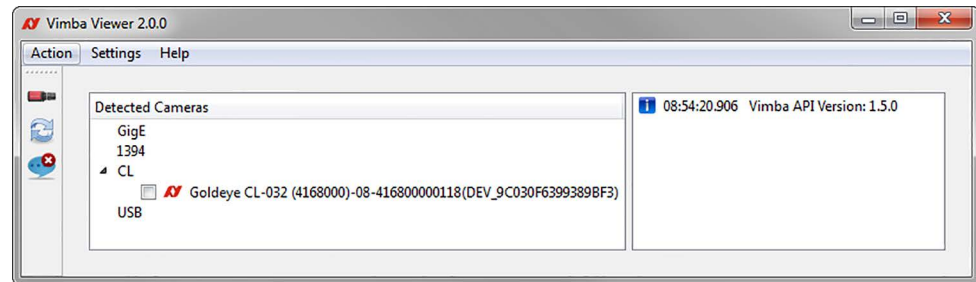 Vimba Viewer 2.0.0
Action Settings Help
Detected Cameras
GigE
1394
CL
Goldeye CL-032 (4168000)-08-416800000118(DEV_9C030F6399389BF3)
USB
08:54:20.906 Vimba API Version: 1.5.0